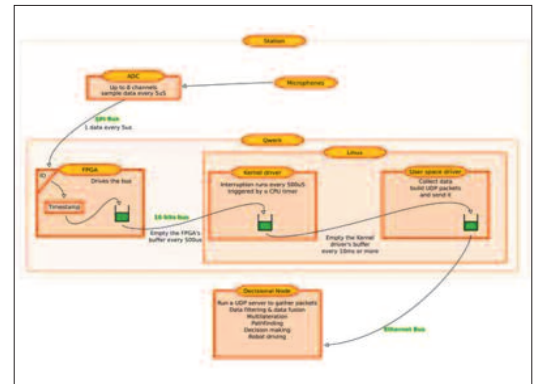 Station
ADC
Up to 8 channels
sample data every 5uS
Microphones
SPI Bus
1 data every 5us
Qwerk
Linux
FPGA
IO
Drives the bus
Timestamp
Kernel driver
Interruption runs every 500uS
triggered by a CPU timer
User space driver
Collect data
build UDP packets
and send it
16 bits bus
Empty the FPGA's
buffer every 500us
Empty the Kernel
driver's buffer
every 10ms or more
Decisional Node
Run a UDP server to gather packets
Data filtering & data fusion
Multilateration
Pathfinding
Decision making
Robot driving
Ethernet Bus